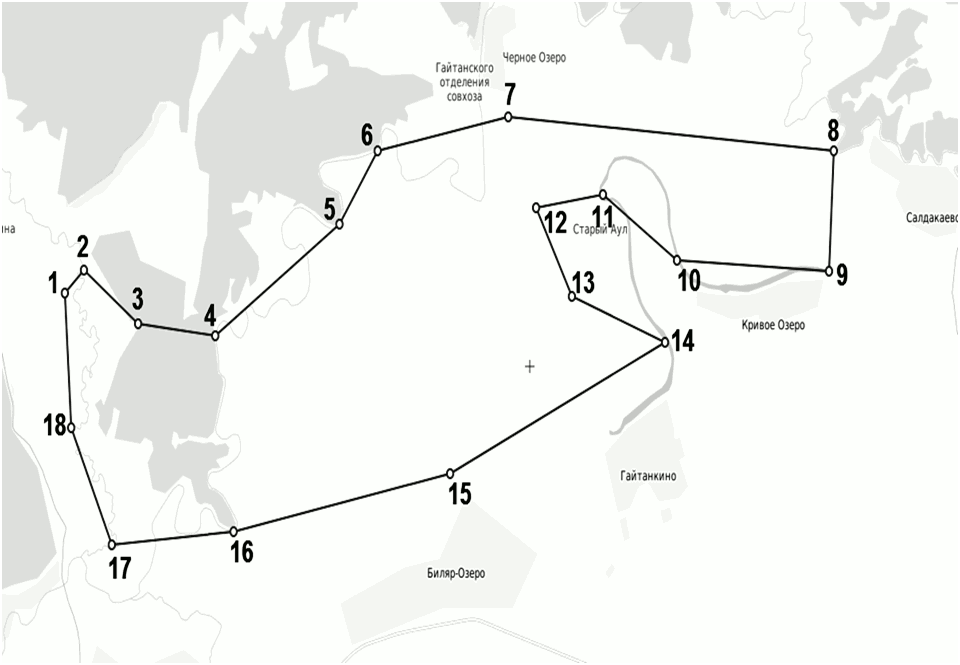 Черное Озеро
Гайтанского
отделения
совхоза
7
6
8
5
12
11
Салдакаево
Старый Аул
ина
2
1
10
9
13
3
4
Кривое Озеро
14
18
Гайтанкино
15
16
17
Биляр-Озеро